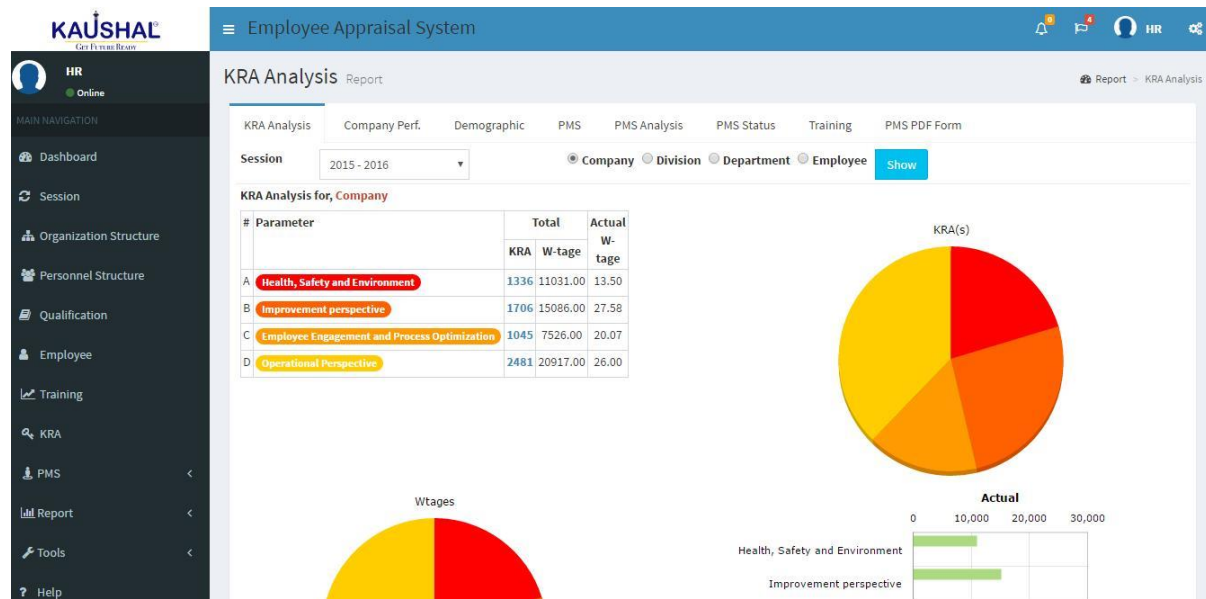 KAUSHAL®
GET FUTURE READY
≡ Employee Appraisal System
0
4
HR
HR
Online
MAIN NAVIGATION
Dashboard
Session
Organization Structure
Personnel Structure
Qualification
Employee
Training
KRA
PMS
Report
Tools
? Help
KRA Analysis Report
Report > KRA Analysis
KRA Analysis Company Perf. Demographic PMS PMS Analysis PMS Status Training PMS PDF Form
Session 2015 - 2016 Company Division Department Employee Show
KRA Analysis for, Company
# Parameter Total Actual W-tage
KRA W-tage
A Health, Safety and Environment 1336 11031.00 13.50
B Improvement perspective 1706 15086.00 27.58
C Employee Engagement and Process Optimization 1045 7526.00 20.07
D Operational Perspective 2481 20917.00 26.00
KRA(s)
Wtages
Actual
0 10,000 20,000 30,000
Health, Safety and Environment
Improvement perspective